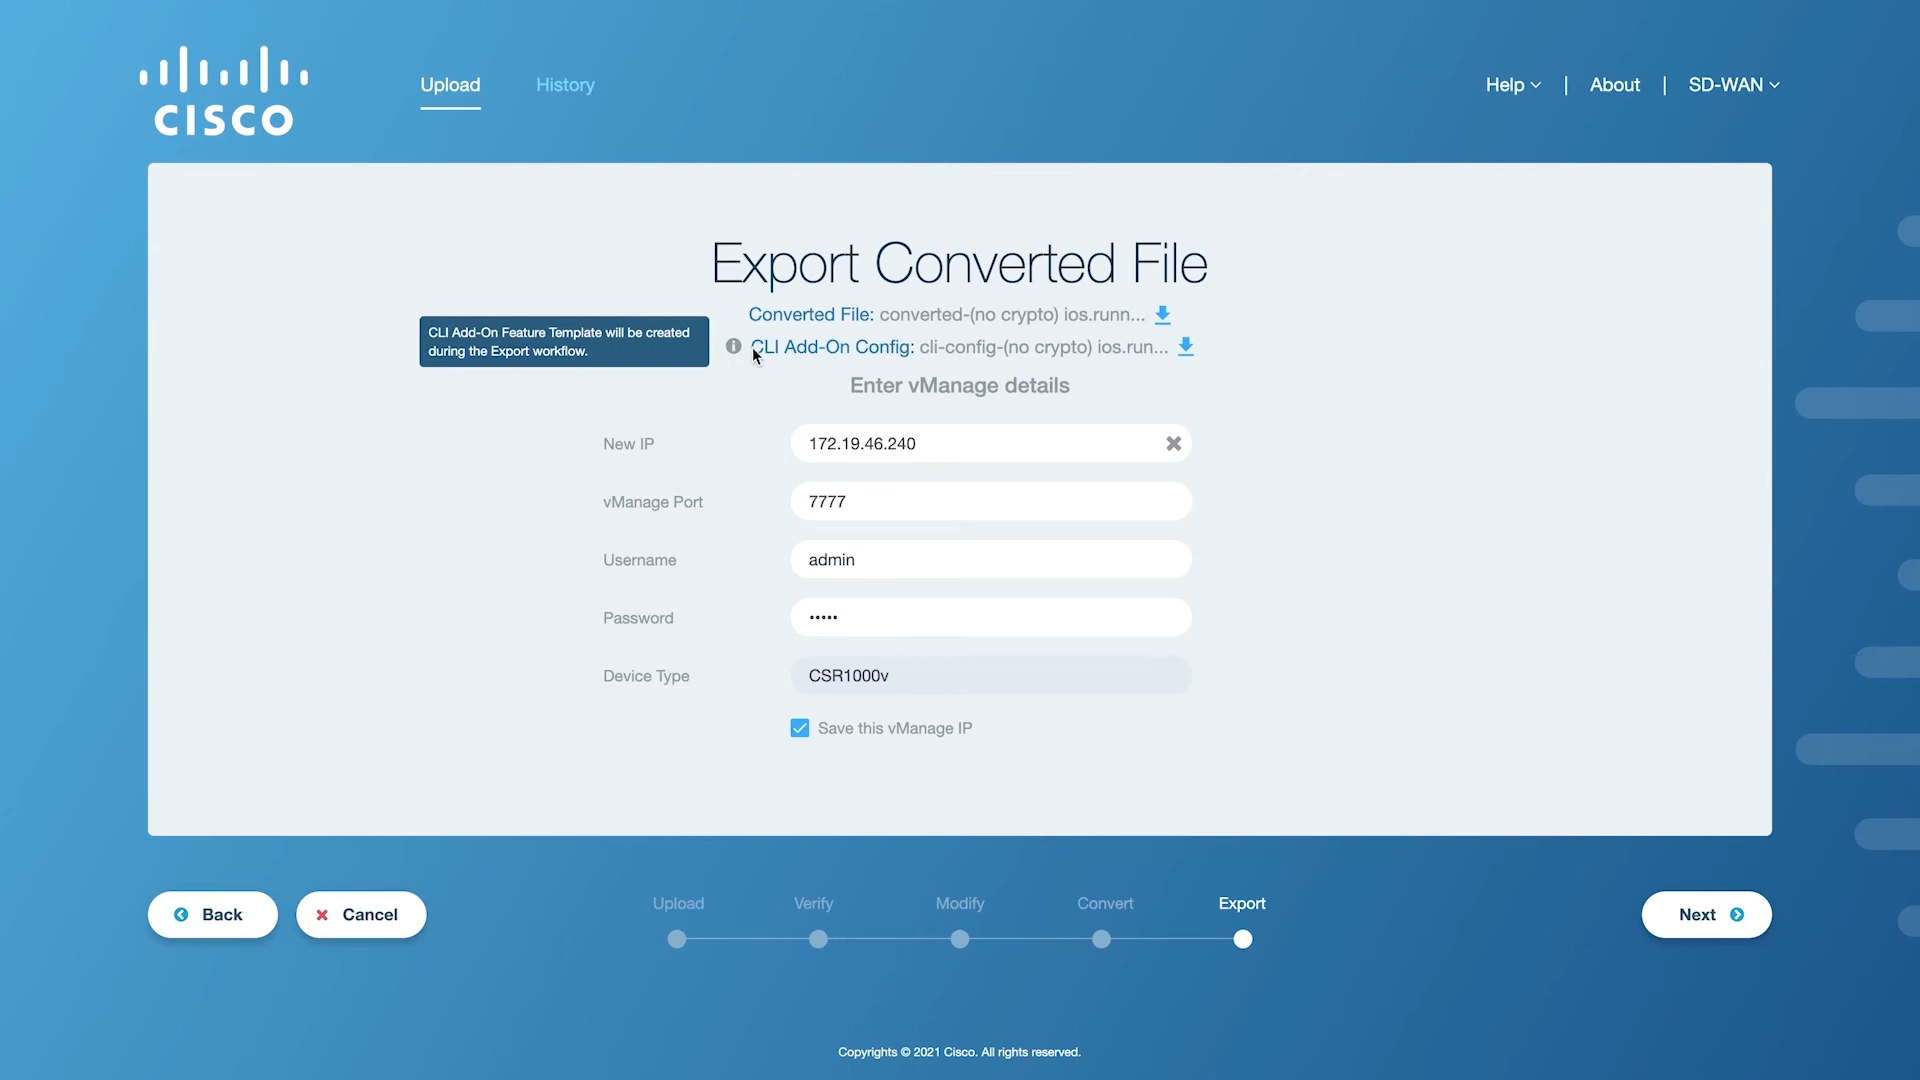 CISCO
Upload
History
Help
|
About
|
SD-WAN
Export Converted File
Converted File: converted-(no crypto) ios.runn...
CLI Add-On Feature Template will be created
during the Export workflow.
CLI Add-On Config: cli-config-(no crypto) ios.run...
Enter vManage details
New IP
172.19.46.240
vManage Port
7777
Username
admin
Password
•••••
Device Type
CSR1000v
Save this vManage IP
Back
Cancel
Upload
Verify
Modify
Convert
Export
Next
Copyrights © 2021 Cisco. All rights reserved.